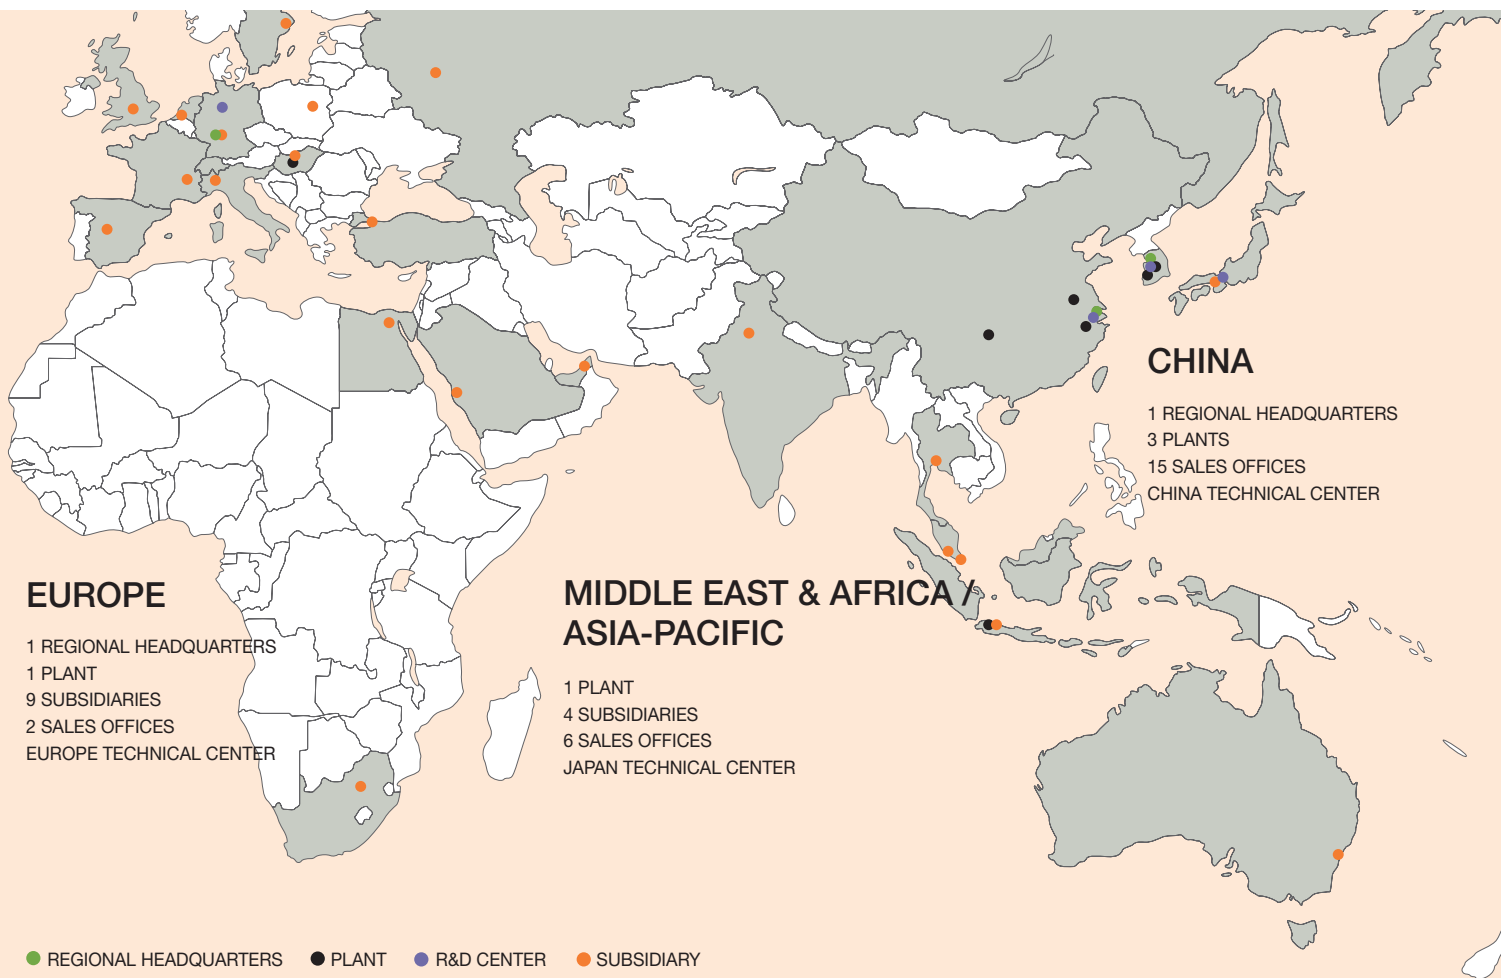 CHINA
1 REGIONAL HEADQUARTERS
3 PLANTS
15 SALES OFFICES
CHINA TECHNICAL CENTER
EUROPE
1 REGIONAL HEADQUARTERS
1 PLANT
9 SUBSIDIARIES
2 SALES OFFICES
EUROPE TECHNICAL CENTER
MIDDLE EAST & AFRICA /
ASIA-PACIFIC
1 PLANT
4 SUBSIDIARIES
6 SALES OFFICES
JAPAN TECHNICAL CENTER
REGIONAL HEADQUARTERS PLANT R&D CENTER SUBSIDIARY